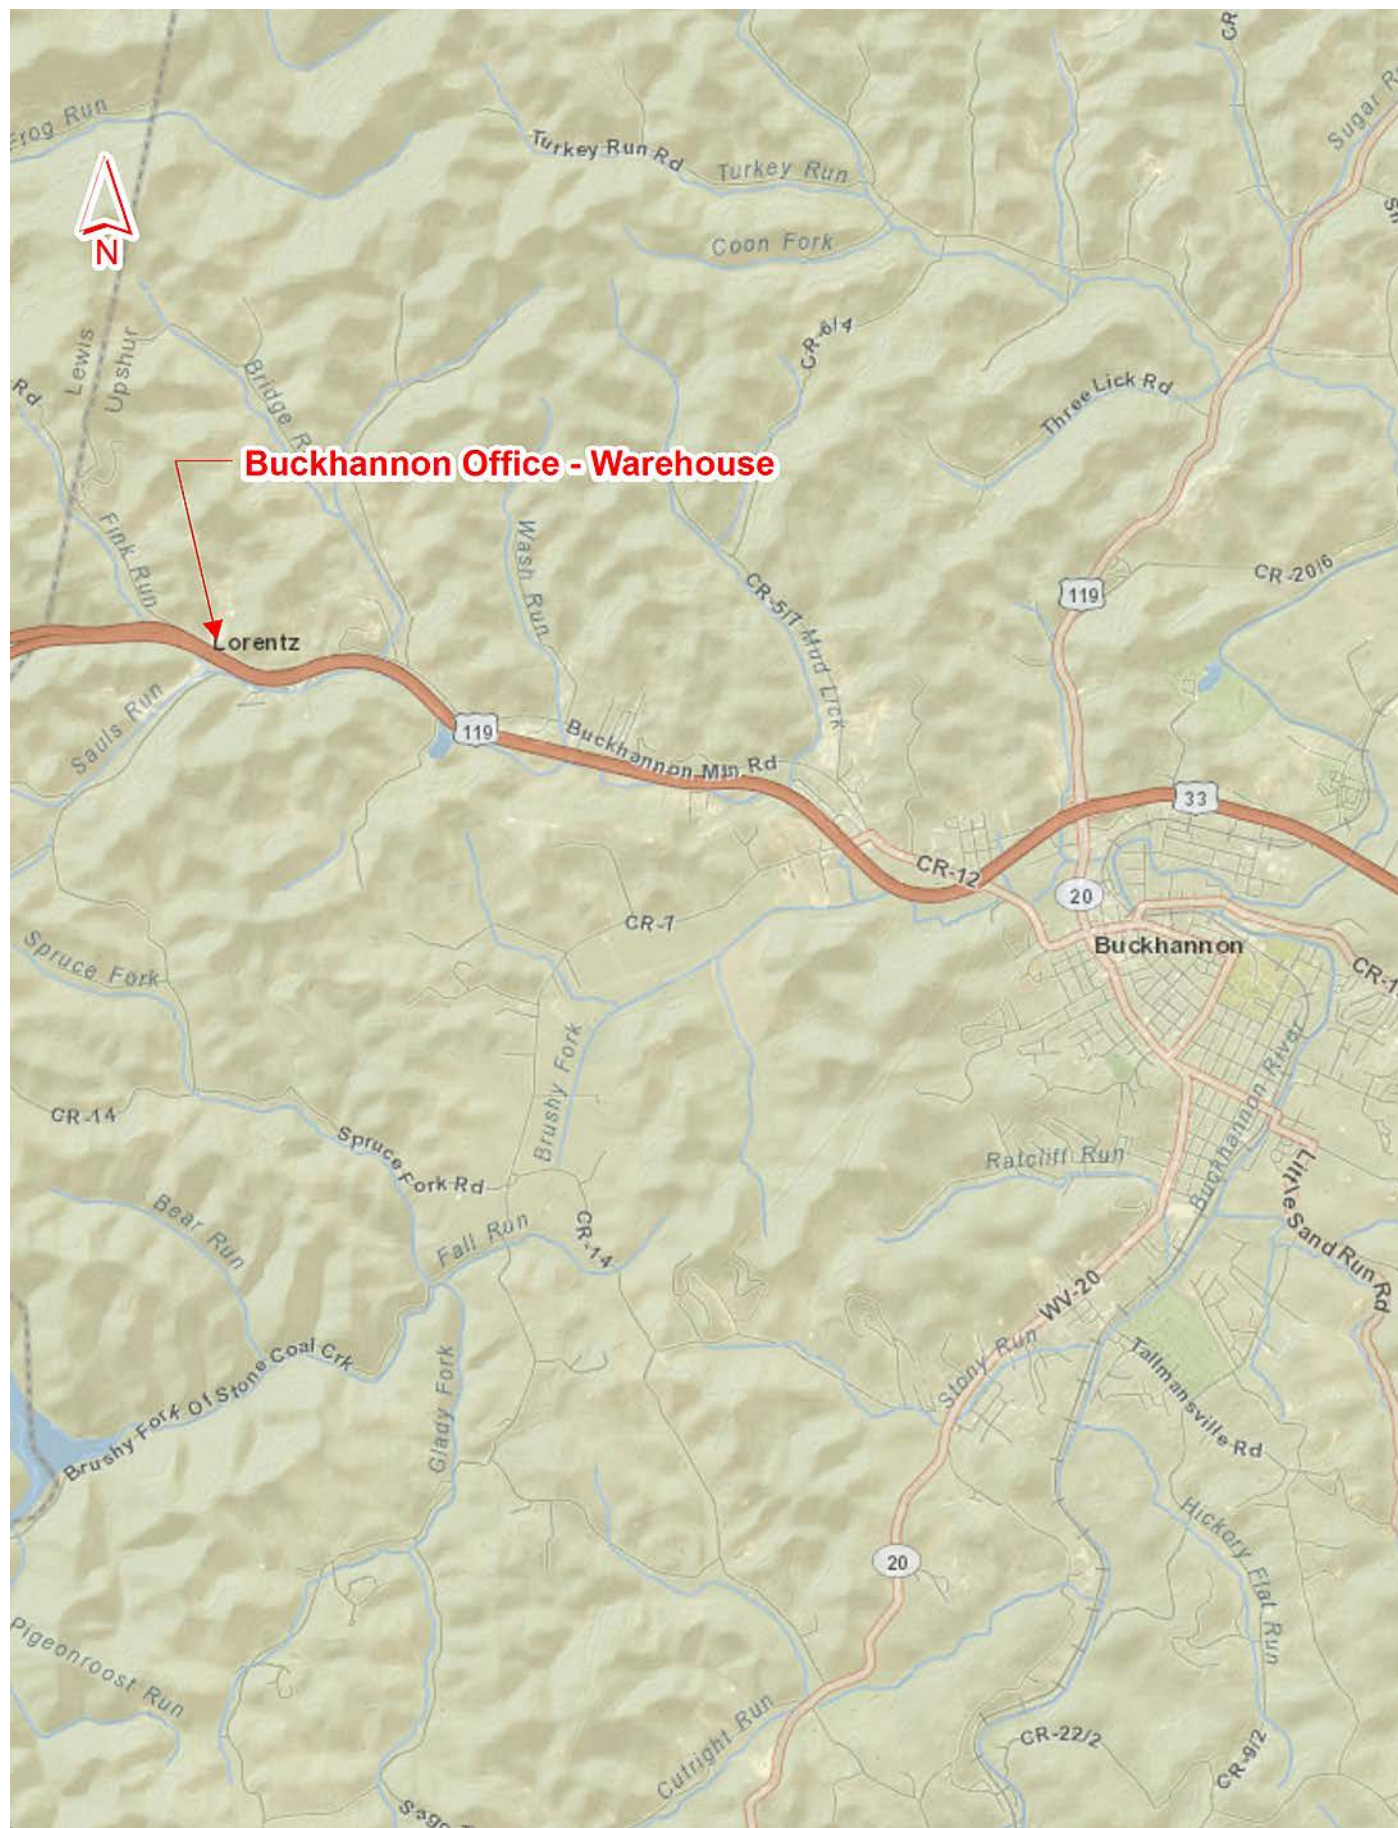 CR
Sugar R
Frog Run
Turkey Run Rd
Turkey Run
Coon Fork
N
CR-6/4
Lewis
Upshur
Rd
Bridge R
Three Lick Rd
Buckhannon Office - Warehouse
Fink Run
Wash Run
CR-5/7
Mud Lick
119
CR-20/6
Lorentz
Sauls Run
119
Buckhannon Mtn Rd
33
CR-12
20
CR-7
Buckhannon
Spruce Fork
CR-1
Brushy Fork
Buckhannon River
CR-14
Spruce Fork Rd
Ratcliff Run
Little Sand Run Rd
Bear Run
Fall Run
CR-14
WV-20
Stony Run
Brushy Fork Of Stone Coal Crk
Glady Fork
Tallmansville Rd
Hickory Flat Run
20
Pigeonroost Run
Cutright Run
CR-22/2
CR-9/2
Sago